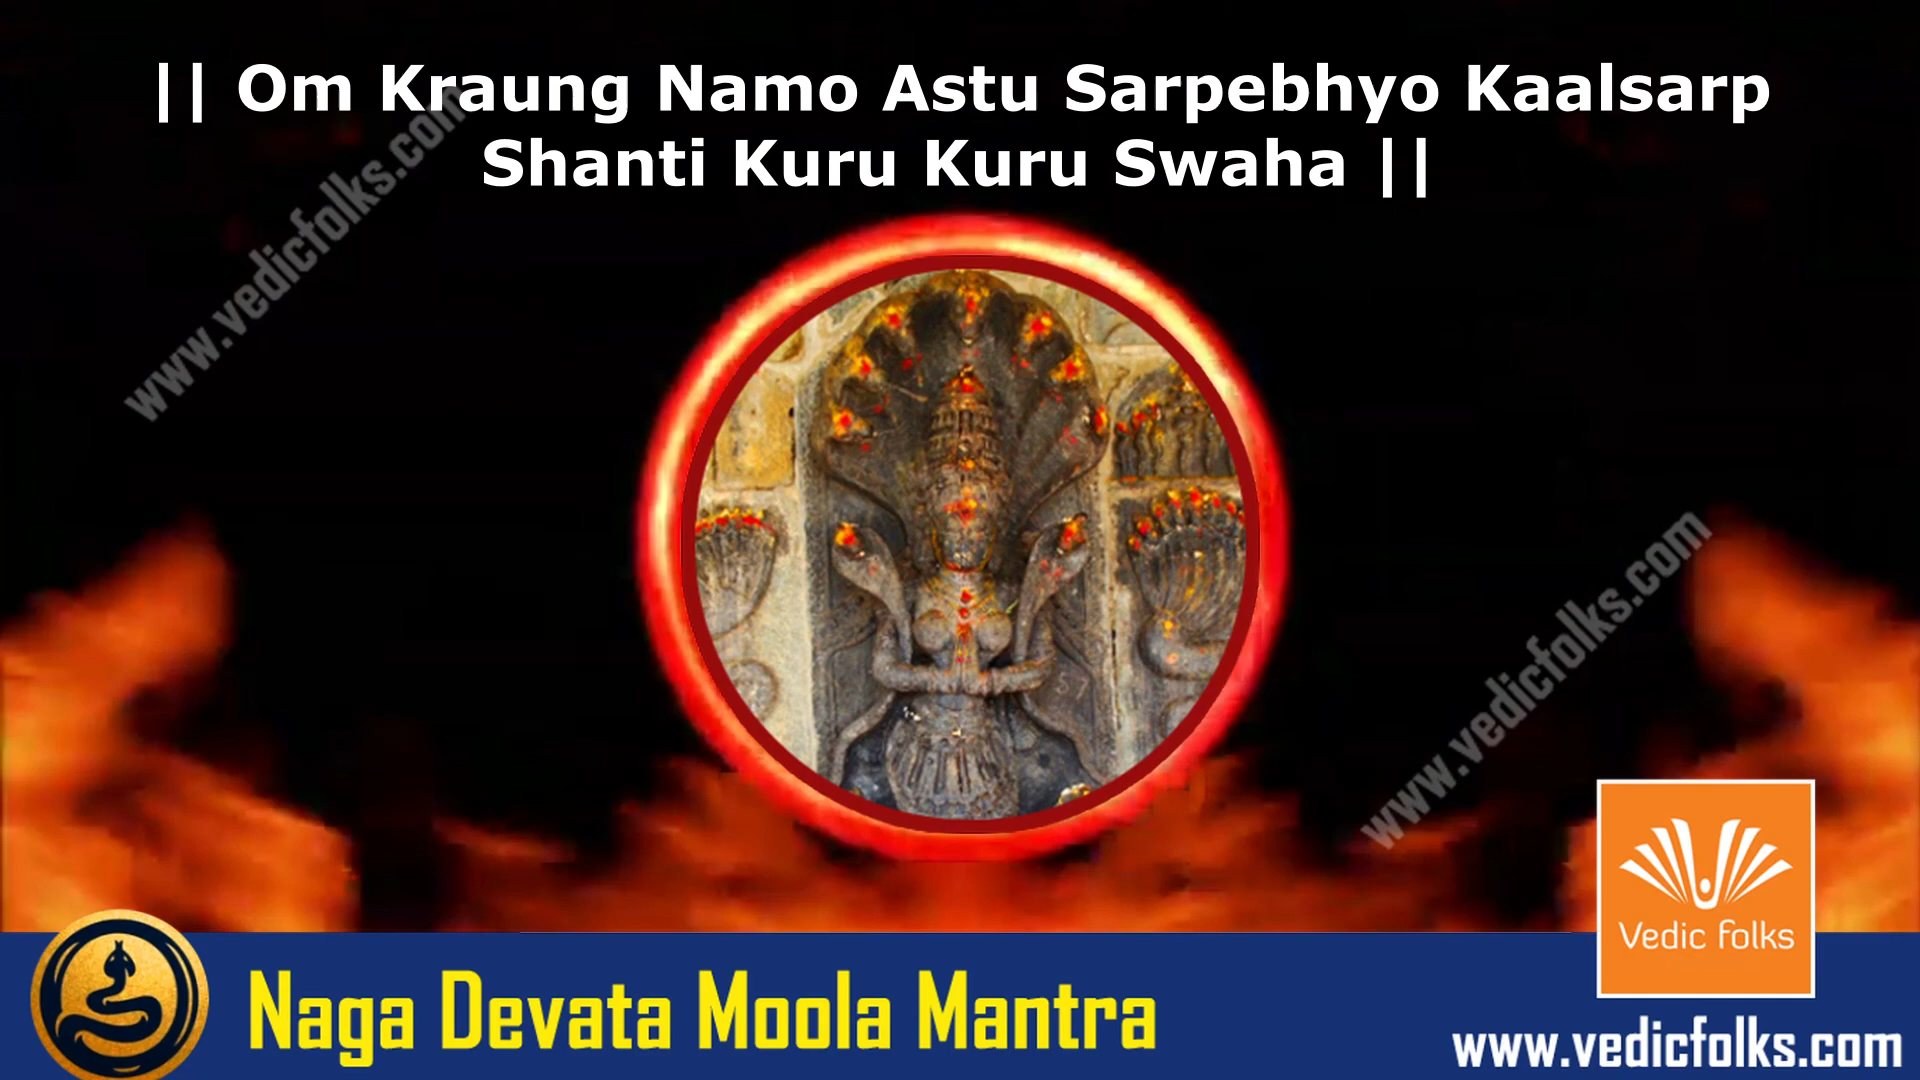 || Om Kraung Namo Astu Sarpebhyo Kaalsarp
Shanti Kuru Kuru Swaha ||
www.vedicfolks.com
www.vedicfolks.com
Vedic folks
Naga Devata Moola Mantra
www.vedicfolks.com